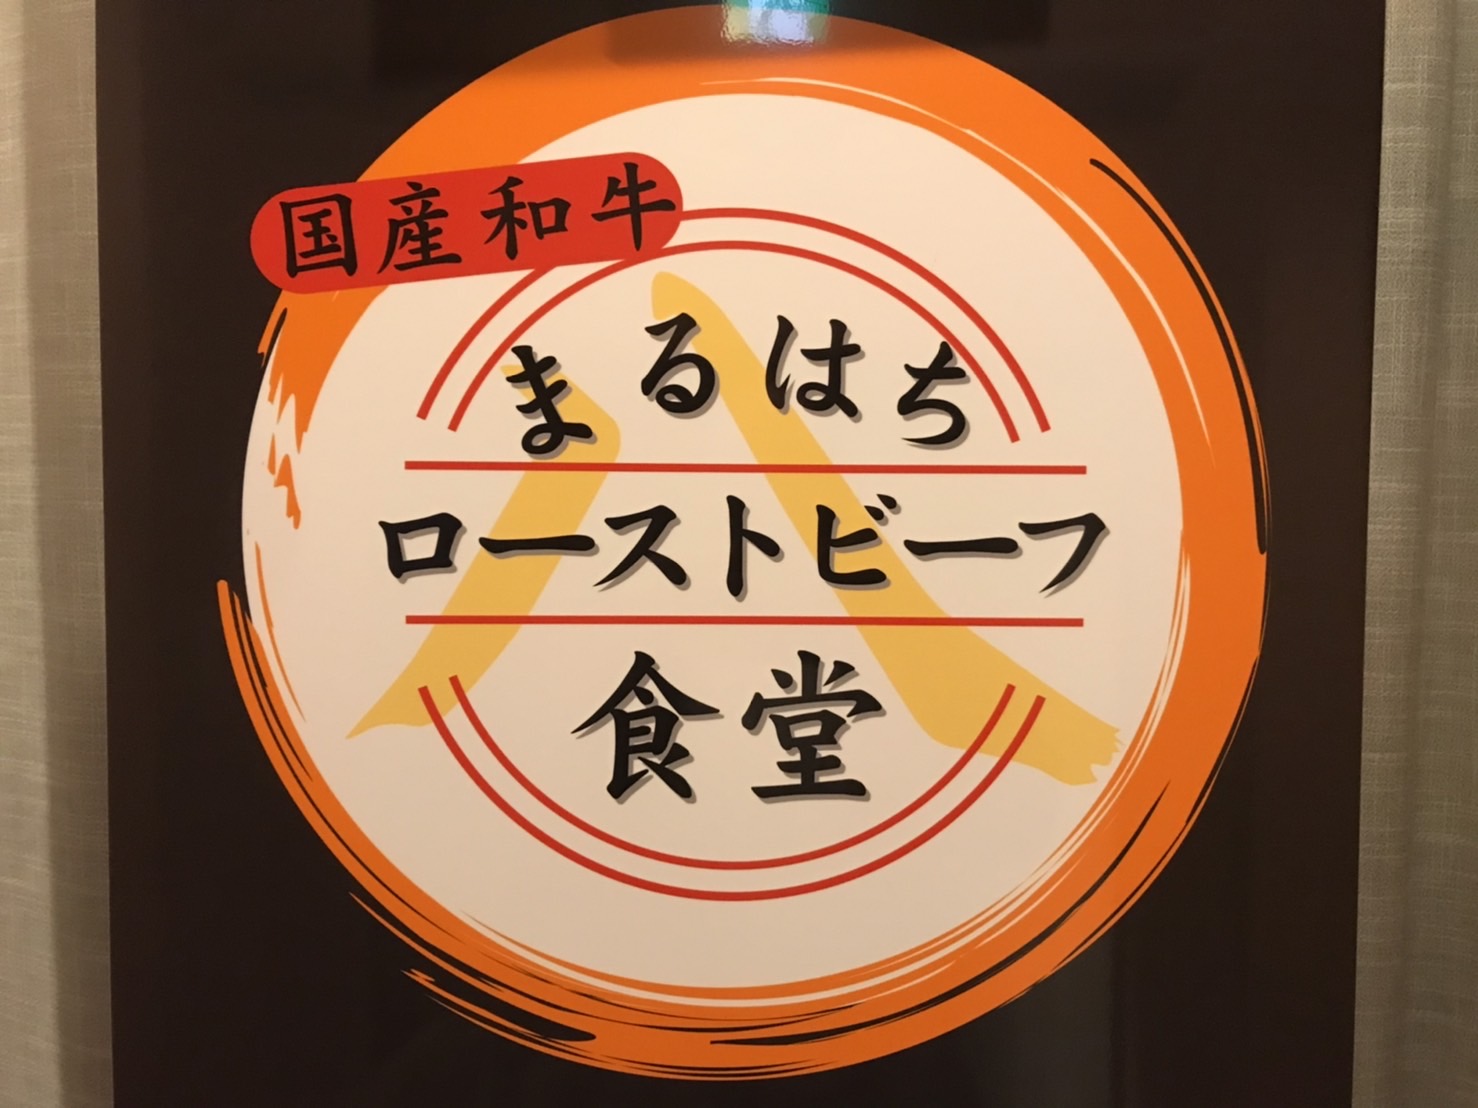 国産和牛
まるはち
ローストビーフ
食堂